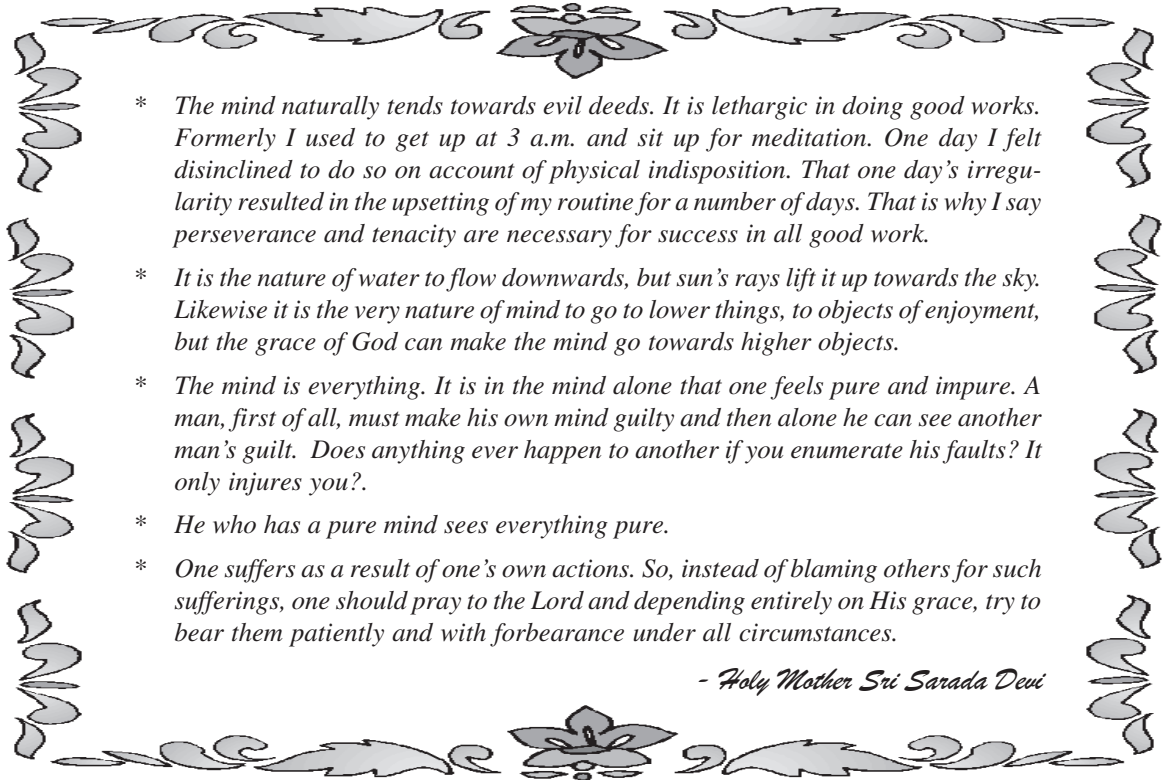 * The mind naturally tends towards evil deeds. It is lethargic in doing good works.
Formerly I used to get up at 3 a.m. and sit up for meditation. One day I felt
disinclined to do so on account of physical indisposition. That one day’s irregu-
larity resulted in the upsetting of my routine for a number of days. That is why I say
perseverance and tenacity are necessary for success in all good work.
* It is the nature of water to flow downwards, but sun’s rays lift it up towards the sky.
Likewise it is the very nature of mind to go to lower things, to objects of enjoyment,
but the grace of God can make the mind go towards higher objects.
* The mind is everything. It is in the mind alone that one feels pure and impure. A
man, first of all, must make his own mind guilty and then alone he can see another
man’s guilt. Does anything ever happen to another if you enumerate his faults? It
only injures you?.
* He who has a pure mind sees everything pure.
* One suffers as a result of one’s own actions. So, instead of blaming others for such
sufferings, one should pray to the Lord and depending entirely on His grace, try to
bear them patiently and with forbearance under all circumstances.
- Holy Mother Sri Sarada Devi